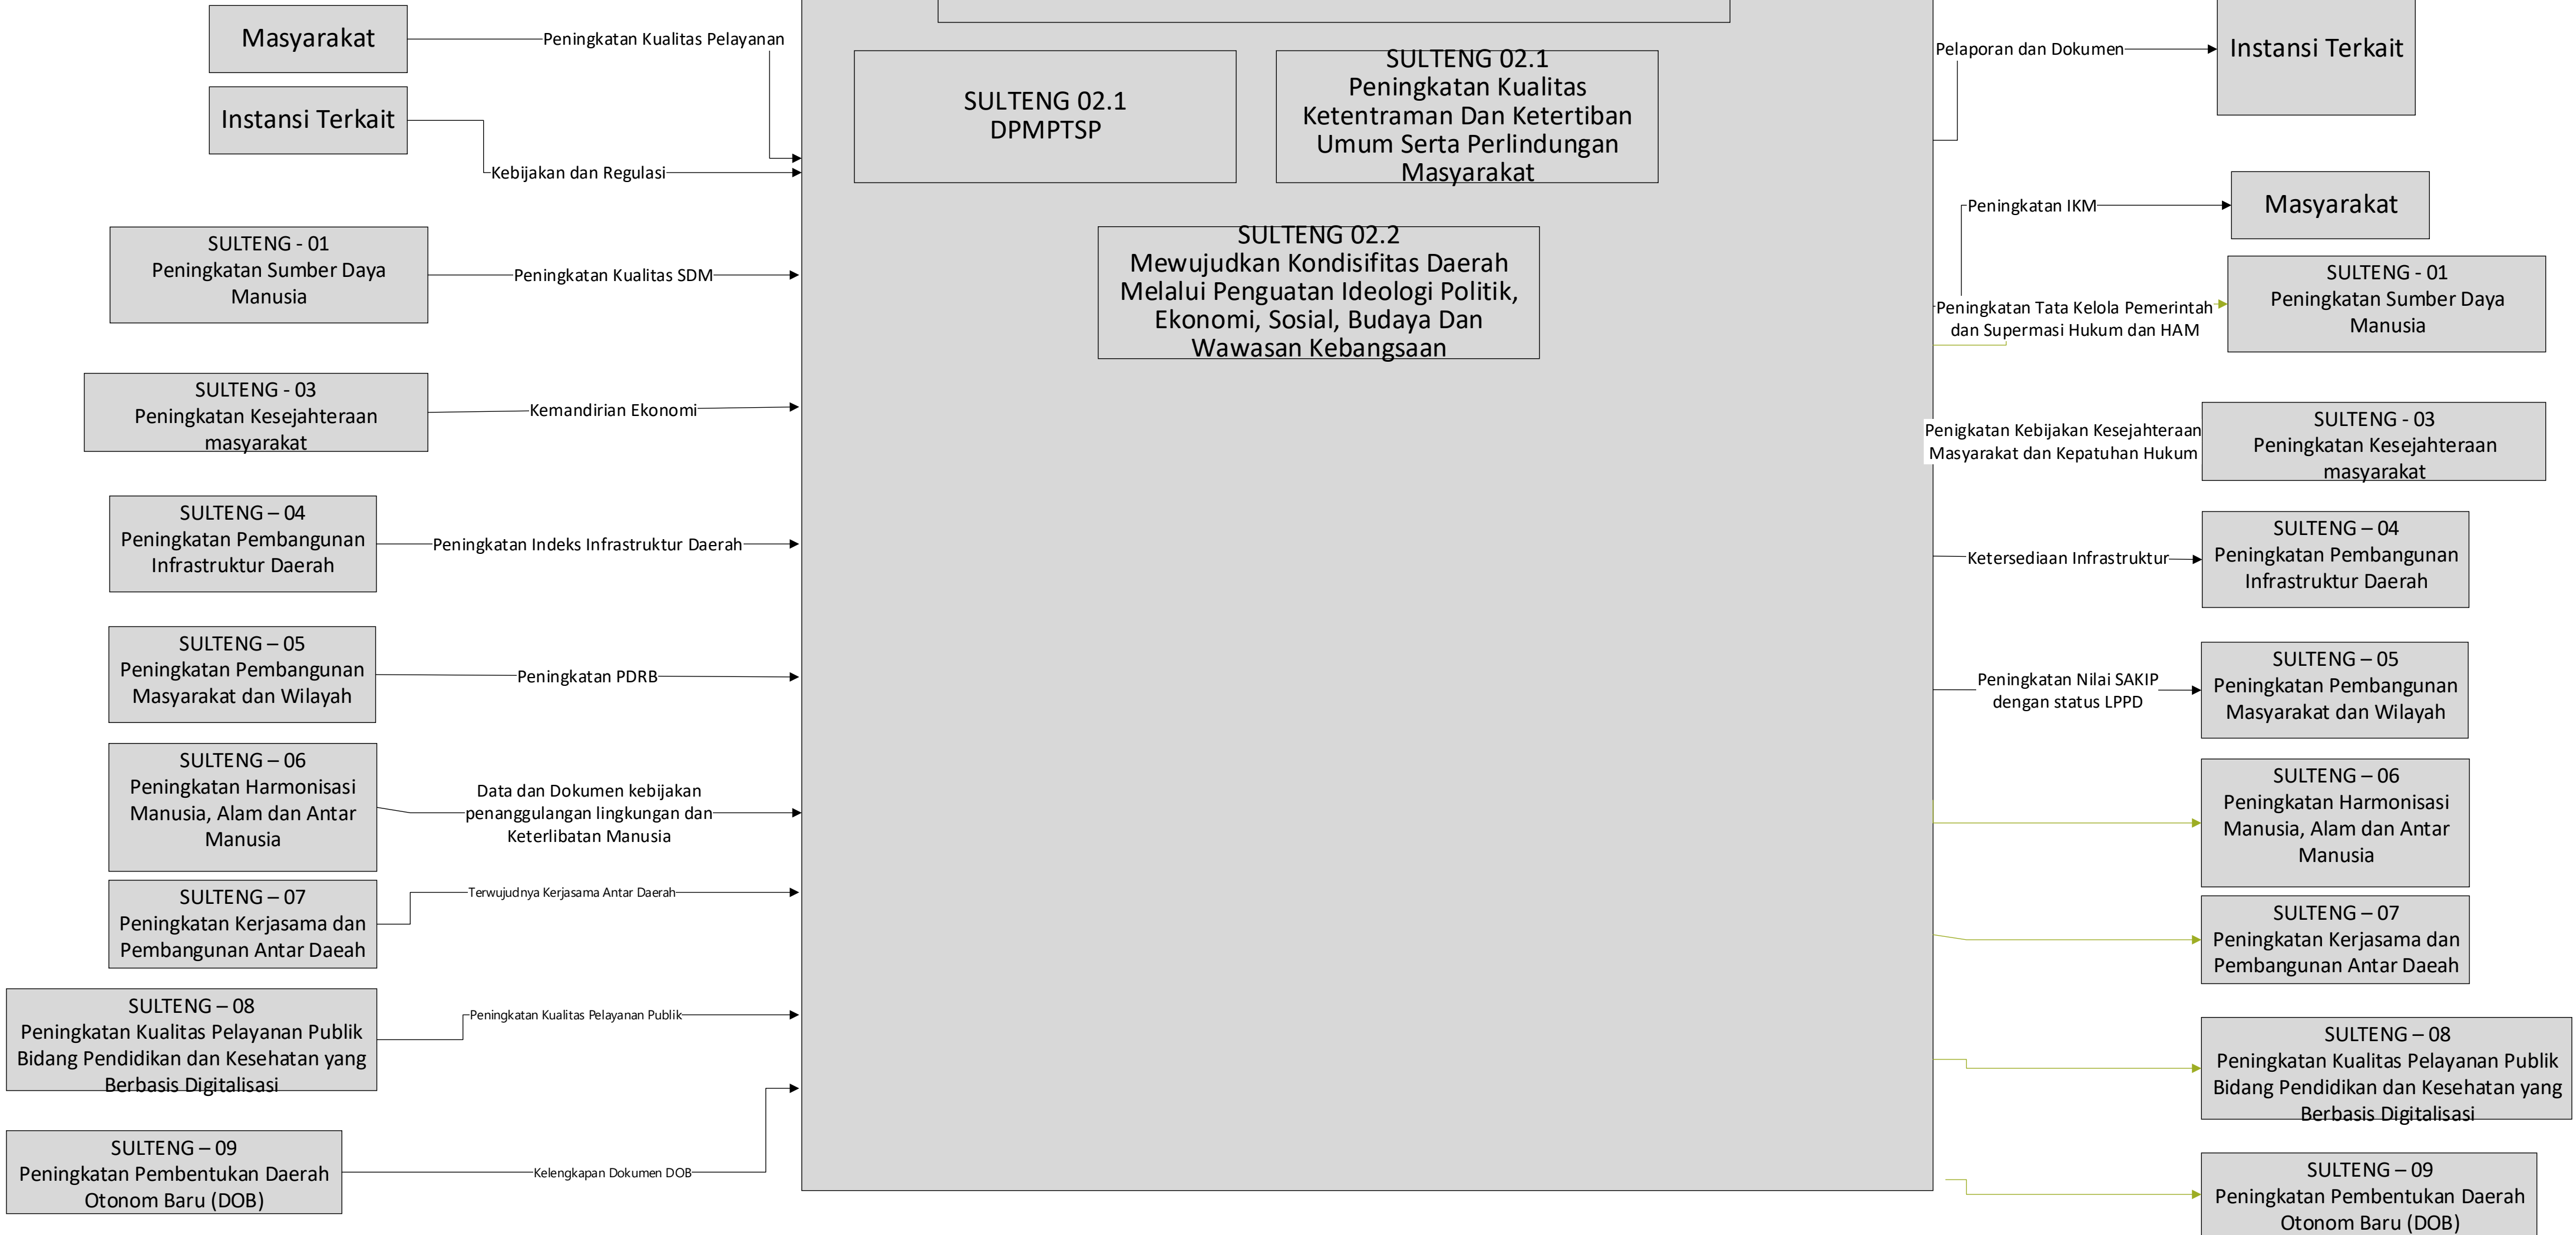 Masyarakat
Peningkatan Kualitas Pelayanan
Instansi Terkait
Kebijakan dan Regulasi
SULTENG - 01
Peningkatan Sumber Daya
Manusia
Peningkatan Kualitas SDM
SULTENG - 03
Peningkatan Kesejahteraan
masyarakat
Kemandirian Ekonomi
SULTENG – 04
Peningkatan Pembangunan
Infrastruktur Daerah
Peningkatan Indeks Infrastruktur Daerah
SULTENG – 05
Peningkatan Pembangunan
Masyarakat dan Wilayah
Peningkatan PDRB
SULTENG – 06
Peningkatan Harmonisasi
Manusia, Alam dan Antar
Manusia
Data dan Dokumen kebijakan
penanggulangan lingkungan dan
Keterlibatan Manusia
SULTENG – 07
Peningkatan Kerjasama dan
Pembangunan Antar Daeah
Terwujudnya Kerjasama Antar Daerah
SULTENG – 08
Peningkatan Kualitas Pelayanan Publik
Bidang Pendidikan dan Kesehatan yang
Berbasis Digitalisasi
Peningkatan Kualitas Pelayanan Publik
SULTENG – 09
Peningkatan Pembentukan Daerah
Otonom Baru (DOB)
Kelengkapan Dokumen DOB
SULTENG 02.1
DPMPTSP
SULTENG 02.1
Peningkatan Kualitas
Ketentraman Dan Ketertiban
Umum Serta Perlindungan
Masyarakat
SULTENG 02.2
Mewujudkan Kondisifitas Daerah
Melalui Penguatan Ideologi Politik,
Ekonomi, Sosial, Budaya Dan
Wawasan Kebangsaan
Pelaporan dan Dokumen
Instansi Terkait
Peningkatan IKM
Masyarakat
Peningkatan Tata Kelola Pemerintah
dan Supermasi Hukum dan HAM
SULTENG - 01
Peningkatan Sumber Daya
Manusia
Penigkatan Kebijakan Kesejahteraan
Masyarakat dan Kepatuhan Hukum
SULTENG - 03
Peningkatan Kesejahteraan
masyarakat
Ketersediaan Infrastruktur
SULTENG – 04
Peningkatan Pembangunan
Infrastruktur Daerah
Peningkatan Nilai SAKIP
dengan status LPPD
SULTENG – 05
Peningkatan Pembangunan
Masyarakat dan Wilayah
SULTENG – 06
Peningkatan Harmonisasi
Manusia, Alam dan Antar
Manusia
SULTENG – 07
Peningkatan Kerjasama dan
Pembangunan Antar Daeah
SULTENG – 08
Peningkatan Kualitas Pelayanan Publik
Bidang Pendidikan dan Kesehatan yang
Berbasis Digitalisasi
SULTENG – 09
Peningkatan Pembentukan Daerah
Otonom Baru (DOB)